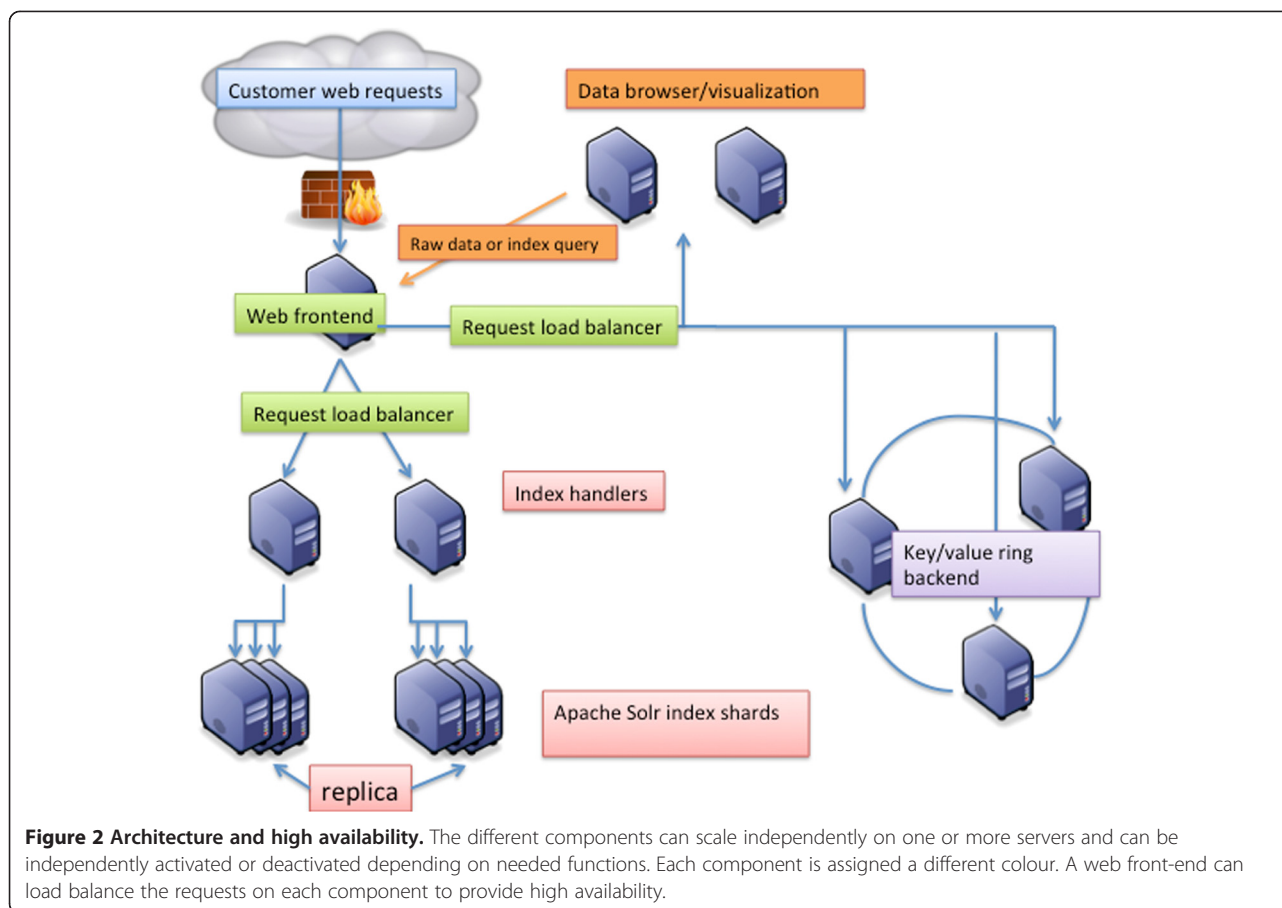 Customer web requests
Data browser/visualization
Raw data or index query
Web frontend
Request load balancer
Request load balancer
Index handlers
Key/value ring
backend
Apache Solr index shards
replica
Figure 2 Architecture and high availability. The different components can scale independently on one or more servers and can be
independently activated or deactivated depending on needed functions. Each component is assigned a different colour. A web front-end can
load balance the requests on each component to provide high availability.